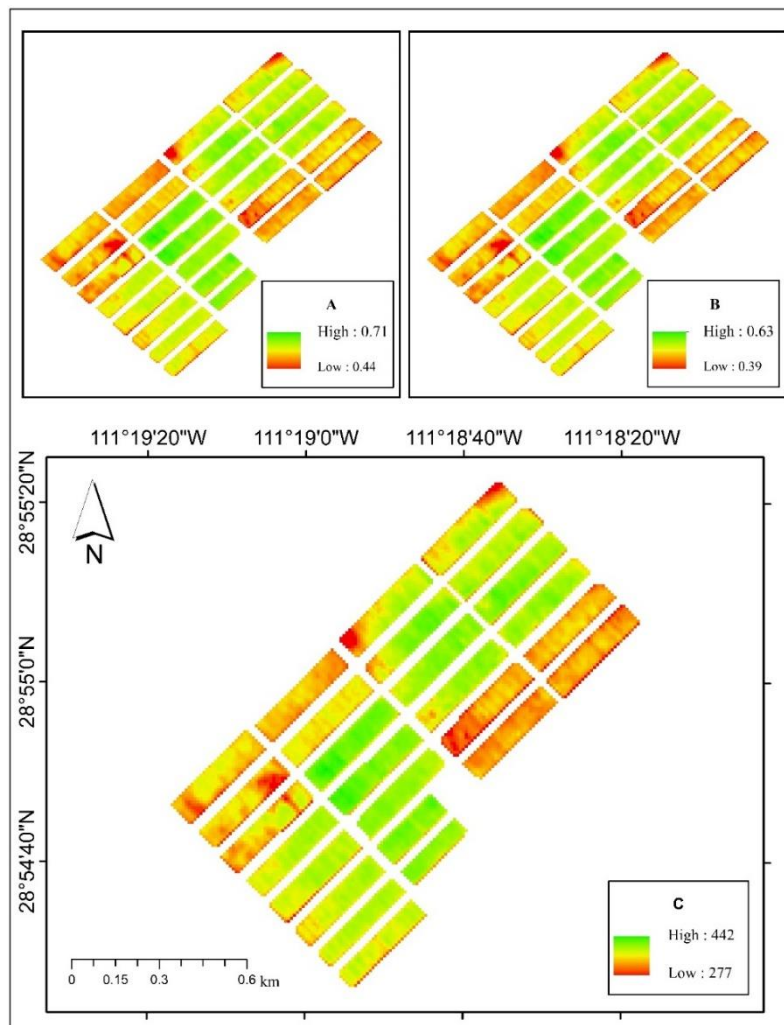 A
High : 0.71
Low : 0.44
B
High : 0.63
Low : 0.39
111°19'20"W 111°19'0"W 111°18'40"W 111°18'20"W
28°55'20"N
N
28°55'0"N
28°54'40"N
C
High : 442
Low : 277
0 0.15 0.3 0.6 km